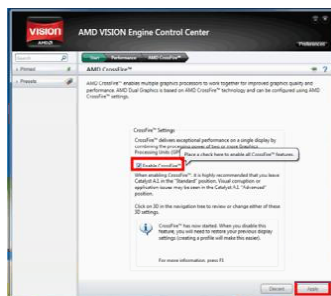 VISION
AMD
AMD VISION Engine Control Center
Preferences
Search
Start
Performance
AMD CrossFire™
Pinned
Presets
AMD CrossFire™
AMD CrossFire™ enables multiple graphics processors to work together for improved graphics quality and
performance. AMD Dual Graphics is based on AMD CrossFire™ technology and can be configured using AMD
CrossFire™ settings.
CrossFire™ Settings
CrossFire™ delivers exceptional performance on a single display by
combining the processing power of two or more Graphics
Processing Units (GPU
Place a check here to enable all CrossFire™ features.
Enable CrossFire™
When enabling CrossFire™ it is highly recommended that you leave
Catalyst A.I. in the "Standard" position. Visual corruption or
application issues may be seen in the Catalyst A.I. "Advanced"
position.
Click on 3D in the navigation tree to review or change either of these
3D settings.
CrossFire™ has now started. When you disable this
feature, you will need to restore your previous display
settings (creating a profile will make this easier).
For more information press F1
Discard
Apply